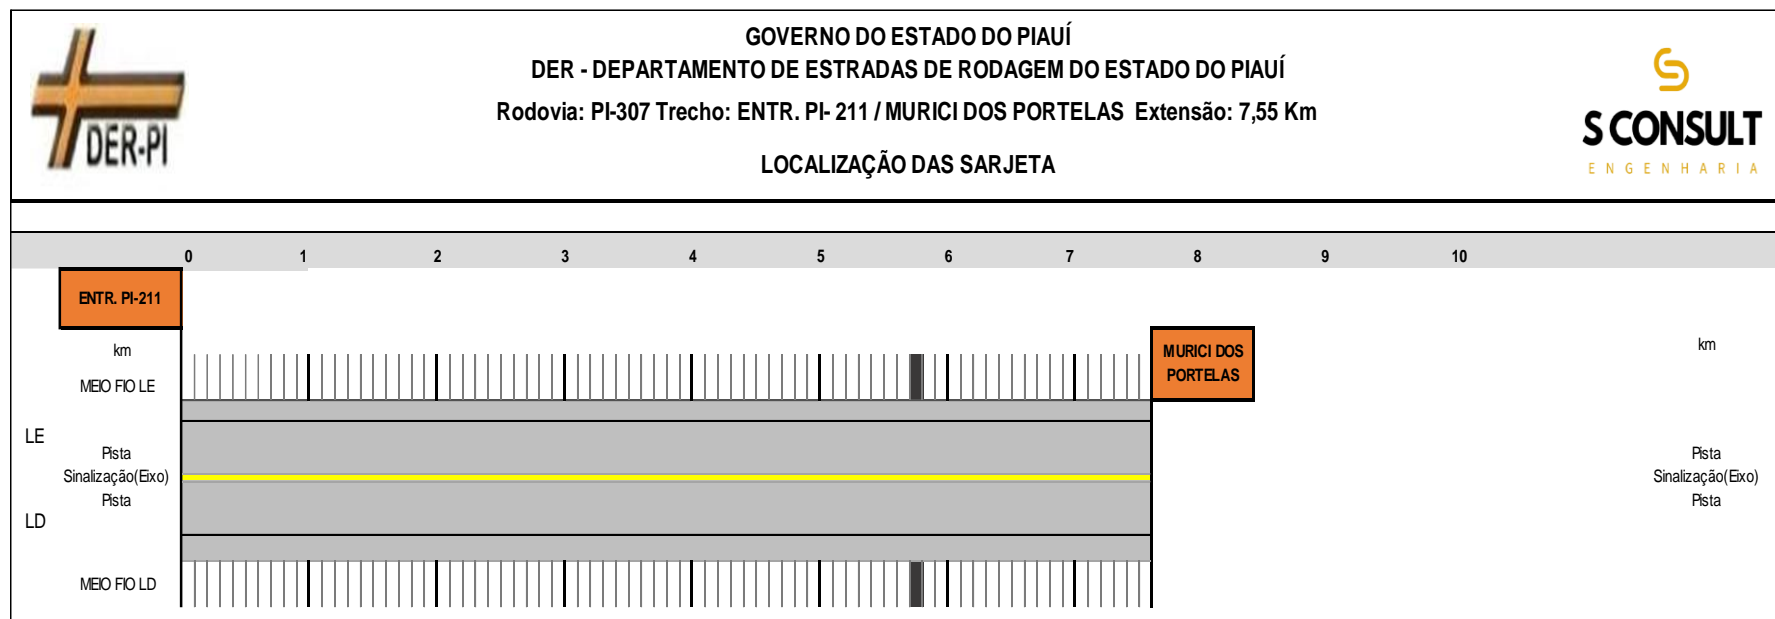 GOVERNO DO ESTADO DO PIAUÍ
DER - DEPARTAMENTO DE ESTRADAS DE RODAGEM DO ESTADO DO PIAUÍ
Rodovia: PI-307 Trecho: ENTR. PI- 211 / MURICI DOS PORTELAS Extensão: 7,55 Km
LOCALIZAÇÃO DAS SARJETA
DER-PI
S CONSULT
ENGENHARIA
0 1 2 3 4 5 6 7 8 9 10
ENTR. PI-211
MURICI DOS
PORTELAS
km
km
MEIO FIO LE
LE
Pista
Sinalização(Eixo)
Pista
LD
Pista
Sinalização(Eixo)
Pista
MEIO FIO LD